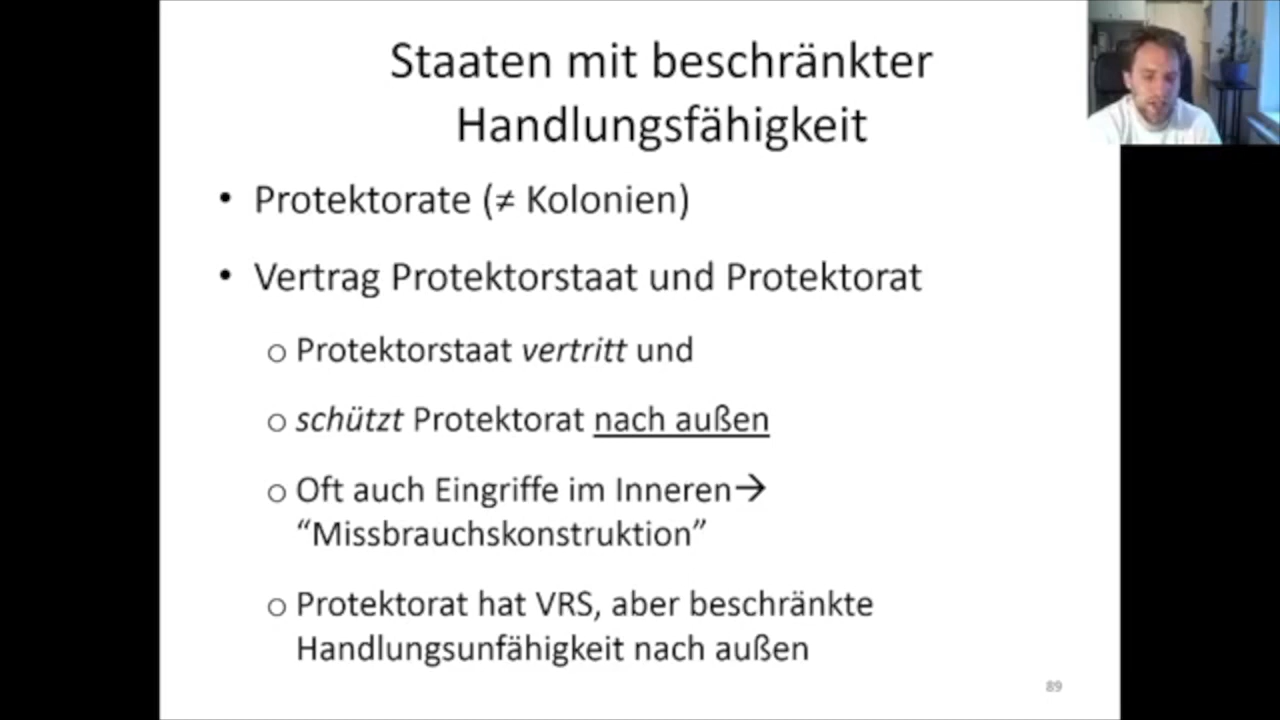 Staaten mit beschränkter
Handlungsfähigkeit
• Protektorate (≠ Kolonien)
• Vertrag Protektorstaat und Protektorat
o Protektorstaat vertritt und
o schützt Protektorat nach außen
o Oft auch Eingriffe im Inneren→
“Missbrauchskonstruktion”
o Protektorat hat VRS, aber beschränkte
Handlungsunfähigkeit nach außen
89